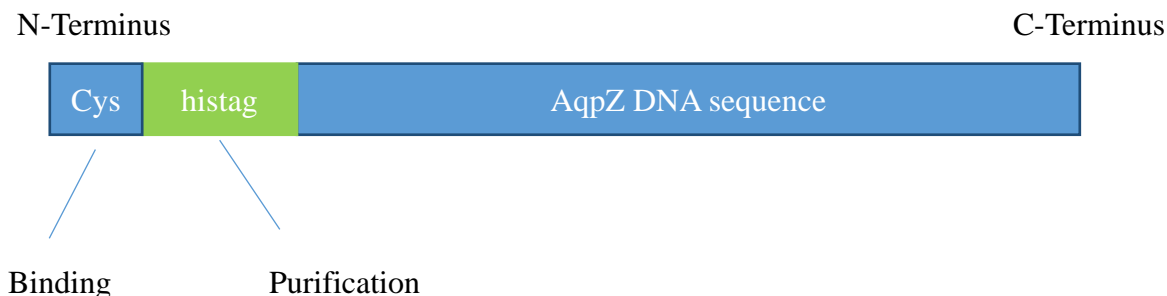 N-Terminus C-Terminus
Cys histag AqpZ DNA sequence
Binding Purification